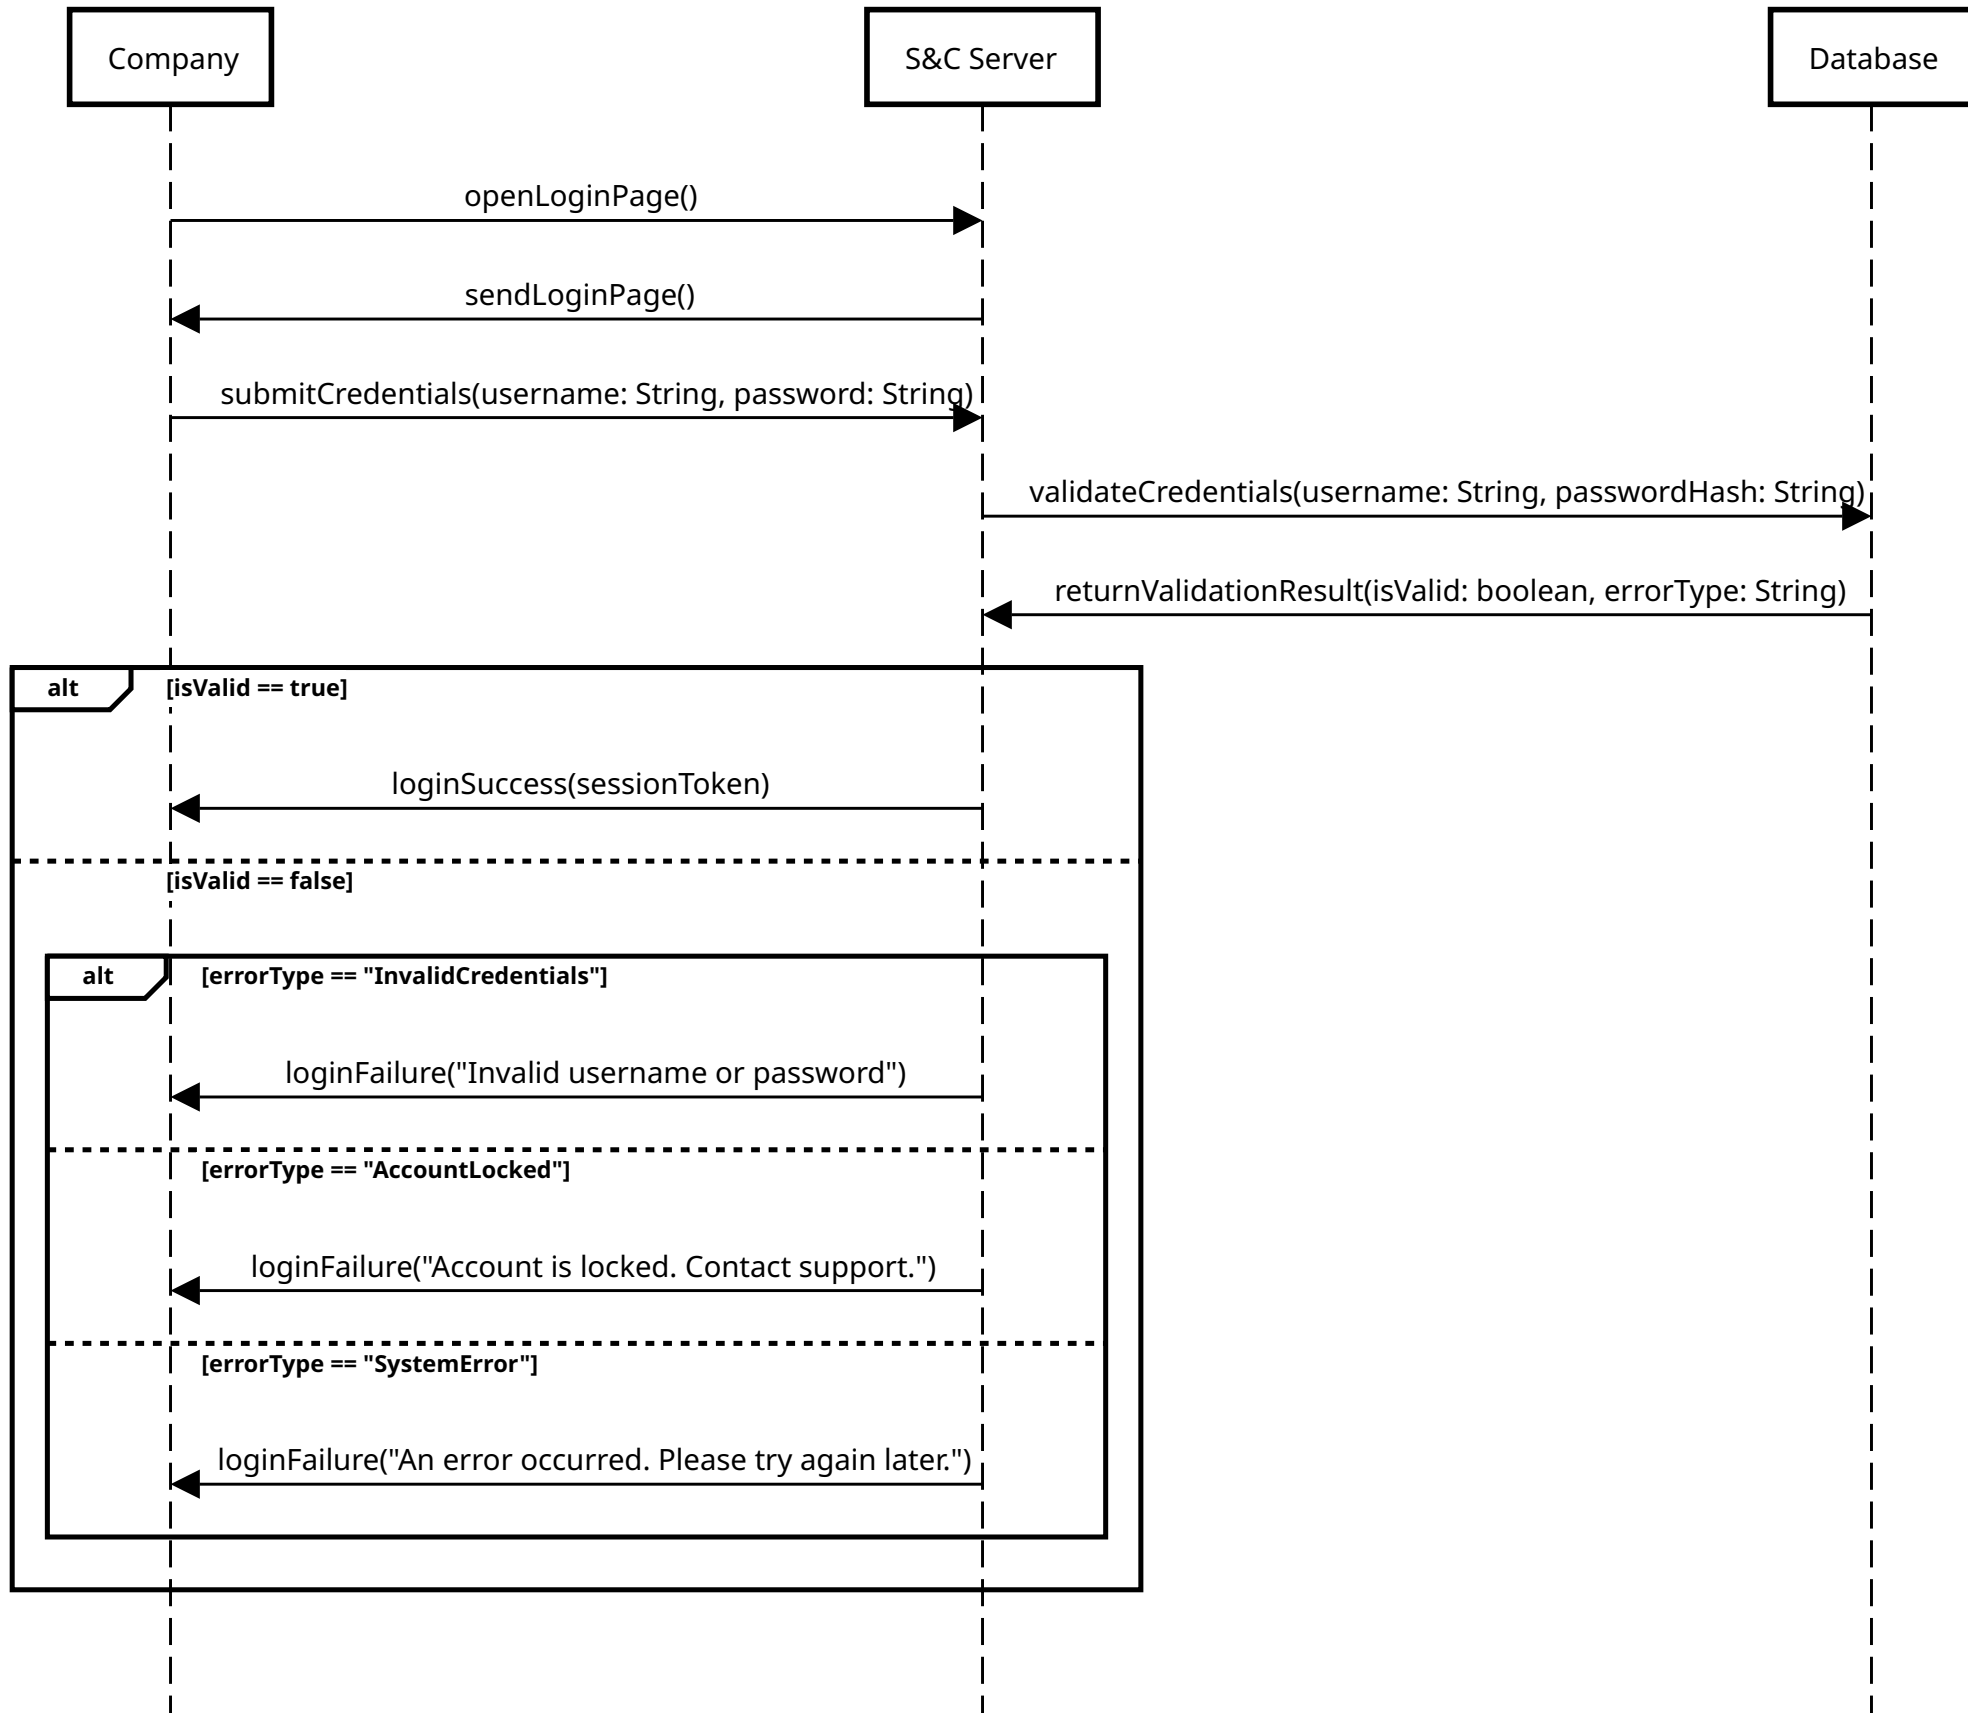 Company
S&C Server
Database
openLoginPage()
sendLoginPage()
submitCredentials(username: String, password: String)
validateCredentials(username: String, passwordHash: String)
returnValidationResult(isValid: boolean, errorType: String)
alt
[isValid == true]
loginSuccess(sessionToken)
[isValid == false]
alt
[errorType == "InvalidCredentials"]
loginFailure("Invalid username or password")
[errorType == "AccountLocked"]
loginFailure("Account is locked. Contact support.")
[errorType == "SystemError"]
loginFailure("An error occurred. Please try again later.")